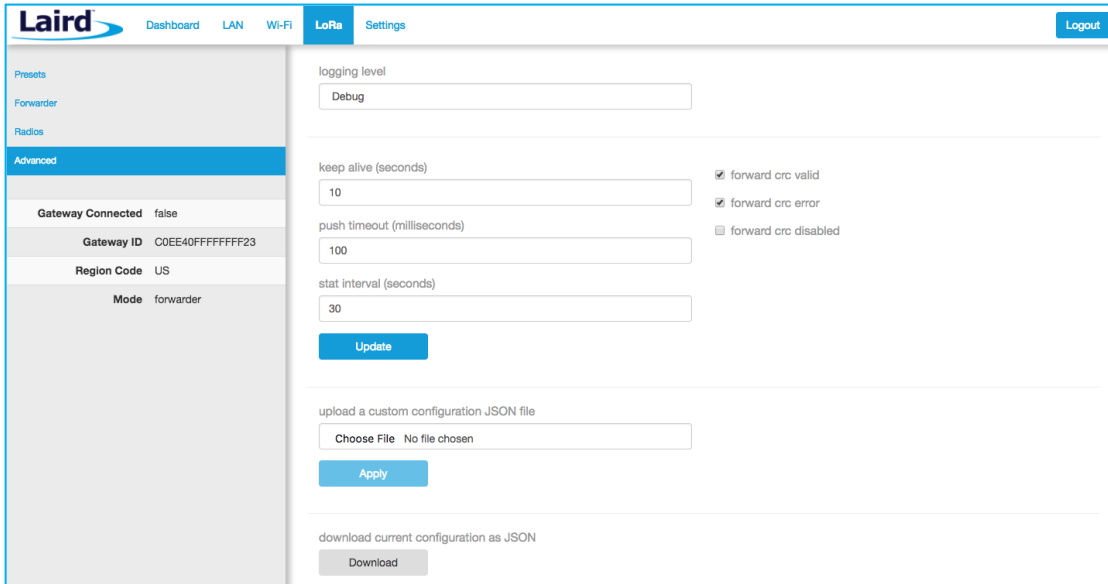 Laird™
Dashboard LAN Wi-Fi LoRa Settings Logout
Presets
Forwarder
Radios
Advanced
Gateway Connected false
Gateway ID C0EE40FFFFFFFF23
Region Code US
Mode forwarder
logging level
Debug
keep alive (seconds)
10
push timeout (milliseconds)
100
stat interval (seconds)
30
Update
forward crc valid
forward crc error
forward crc disabled
upload a custom configuration JSON file
Choose File No file chosen
Apply
download current configuration as JSON
Download